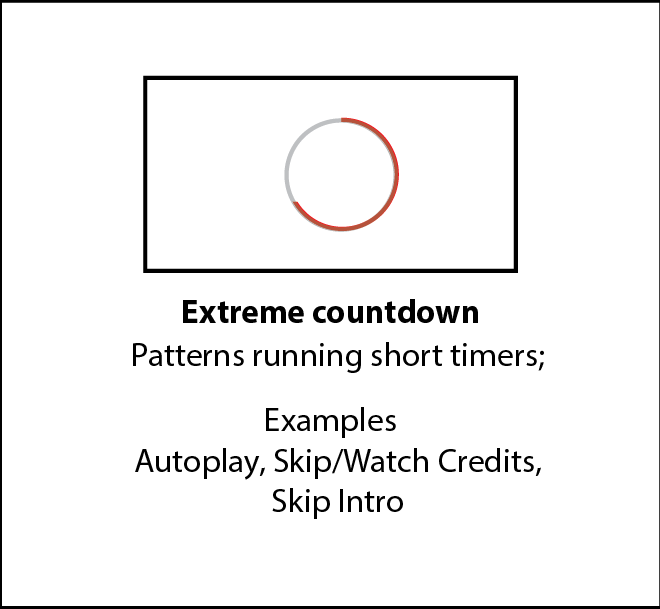 Extreme countdown
Patterns running short timers;
Examples
Autoplay, Skip/Watch Credits,
Skip Intro